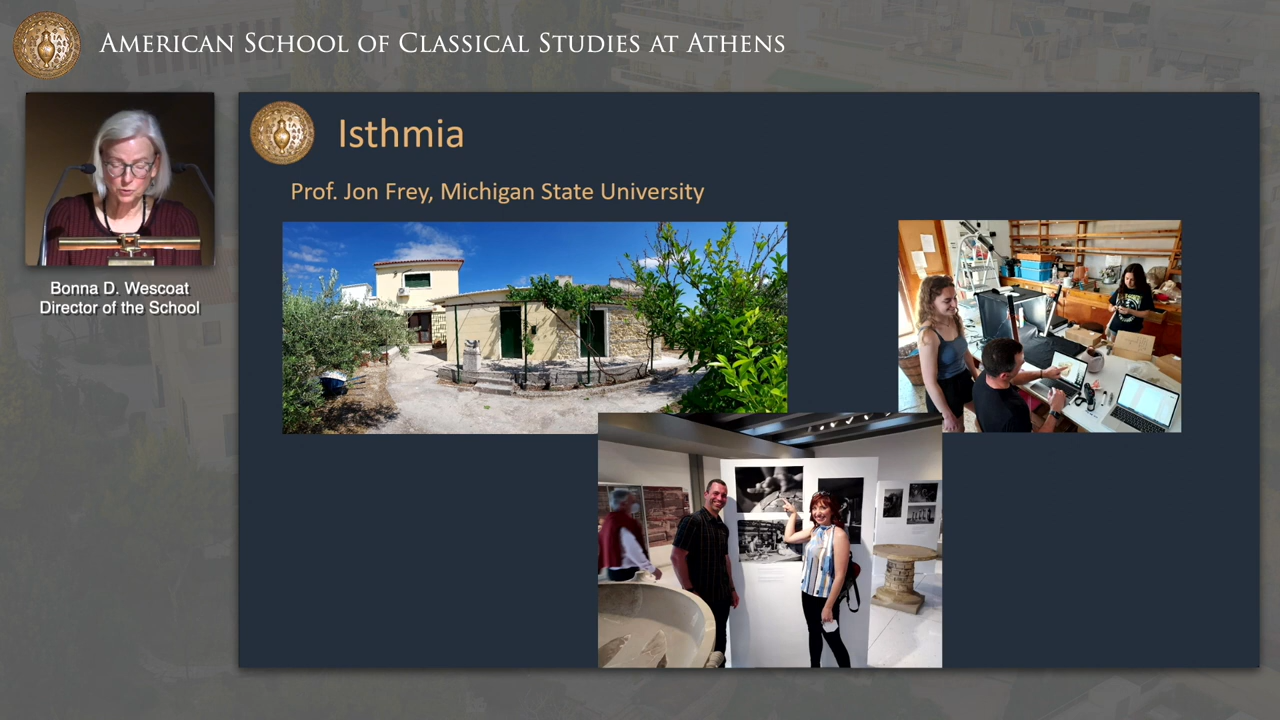 American School of Classical Studies at Athens
Isthmia
Prof. Jon Frey, Michigan State University
Bonna D. Wescoat
Director of the School